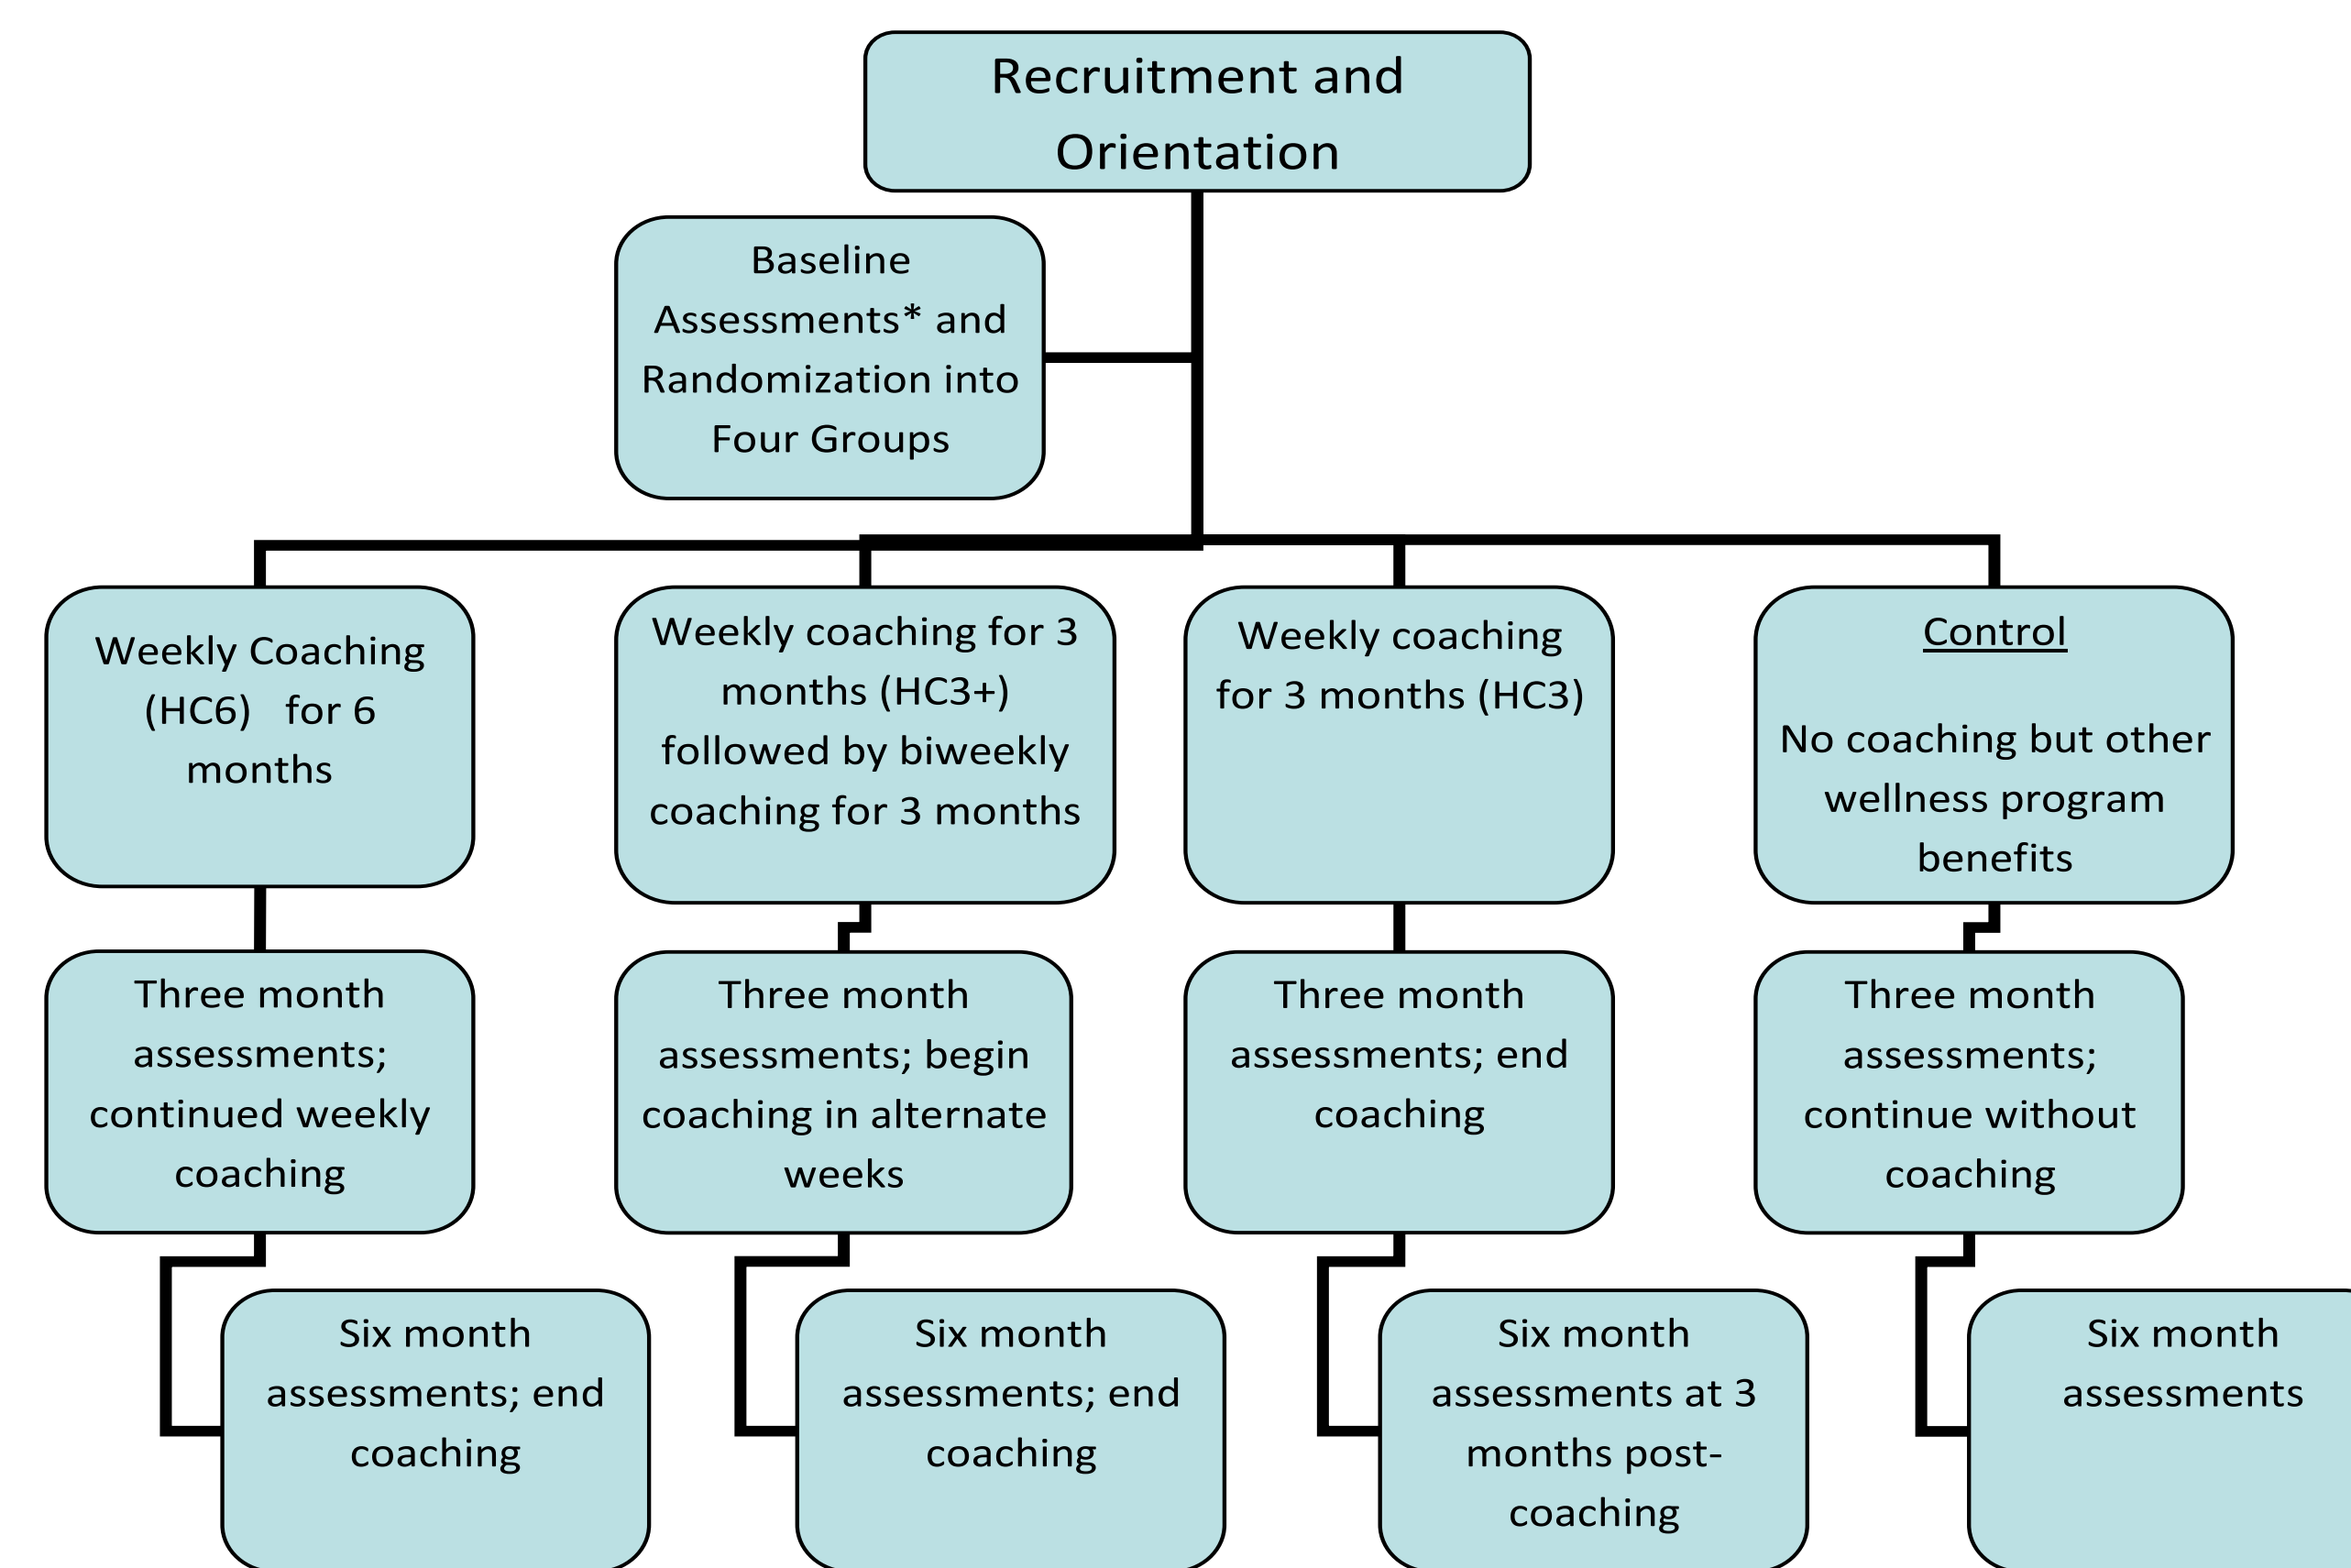 Recruitment and
Orientation
Baseline
Assessments* and
Randomization into
Four Groups
Weekly Coaching
(HC6)   for 6
months
Weekly coaching for 3
months (HC3+)
followed by biweekly
coaching for 3 months
Weekly coaching
for 3 months (HC3)
Control
No coaching but other
wellness program
benefits
Three month
assessments;
continued weekly
coaching
Three month
assessments; begin
coaching in alternate
weeks
Three month
assessments; end
coaching
Three month
assessments;
continue without
coaching
Six month
assessments; end
coaching
Six month
assessments; end
coaching
Six month
assessments at 3
months post-
coaching
Six month
assessments